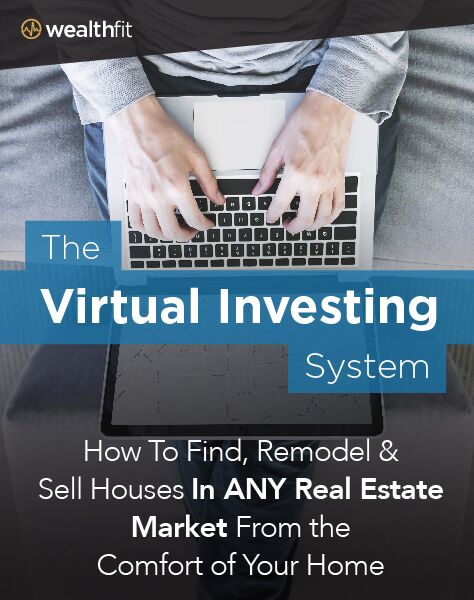 wealthfit
The
Virtual Investing
System
How To Find, Remodel &
Sell Houses In ANY Real Estate
Market From the
Comfort of Your Home